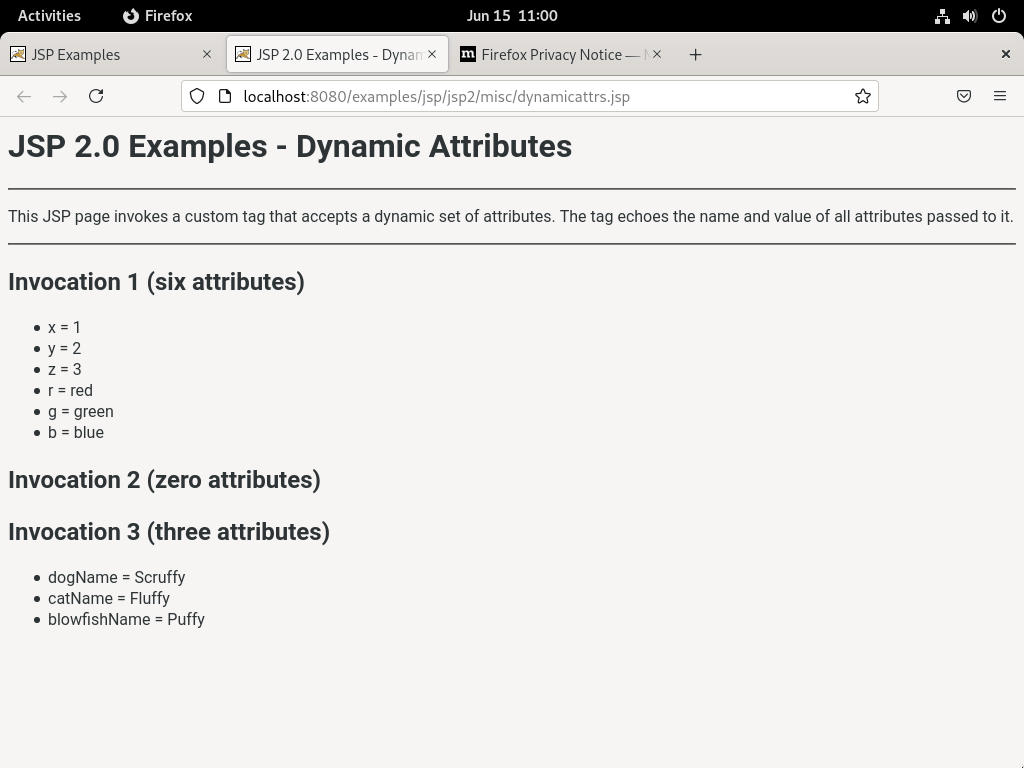 Activities Firefox Jun 15 11:00
JSP Examples JSP 2.0 Examples - Dynam Firefox Privacy Notice —
localhost:8080/examples/jsp/jsp2/misc/dynamicattrs.jsp
JSP 2.0 Examples - Dynamic Attributes
This JSP page invokes a custom tag that accepts a dynamic set of attributes. The tag echoes the name and value of all attributes passed to it.
Invocation 1 (six attributes)
• x = 1
• y = 2
• z = 3
• r = red
• g = green
• b = blue
Invocation 2 (zero attributes)
Invocation 3 (three attributes)
• dogName = Scruffy
• catName = Fluffy
• blowfishName = Puffy